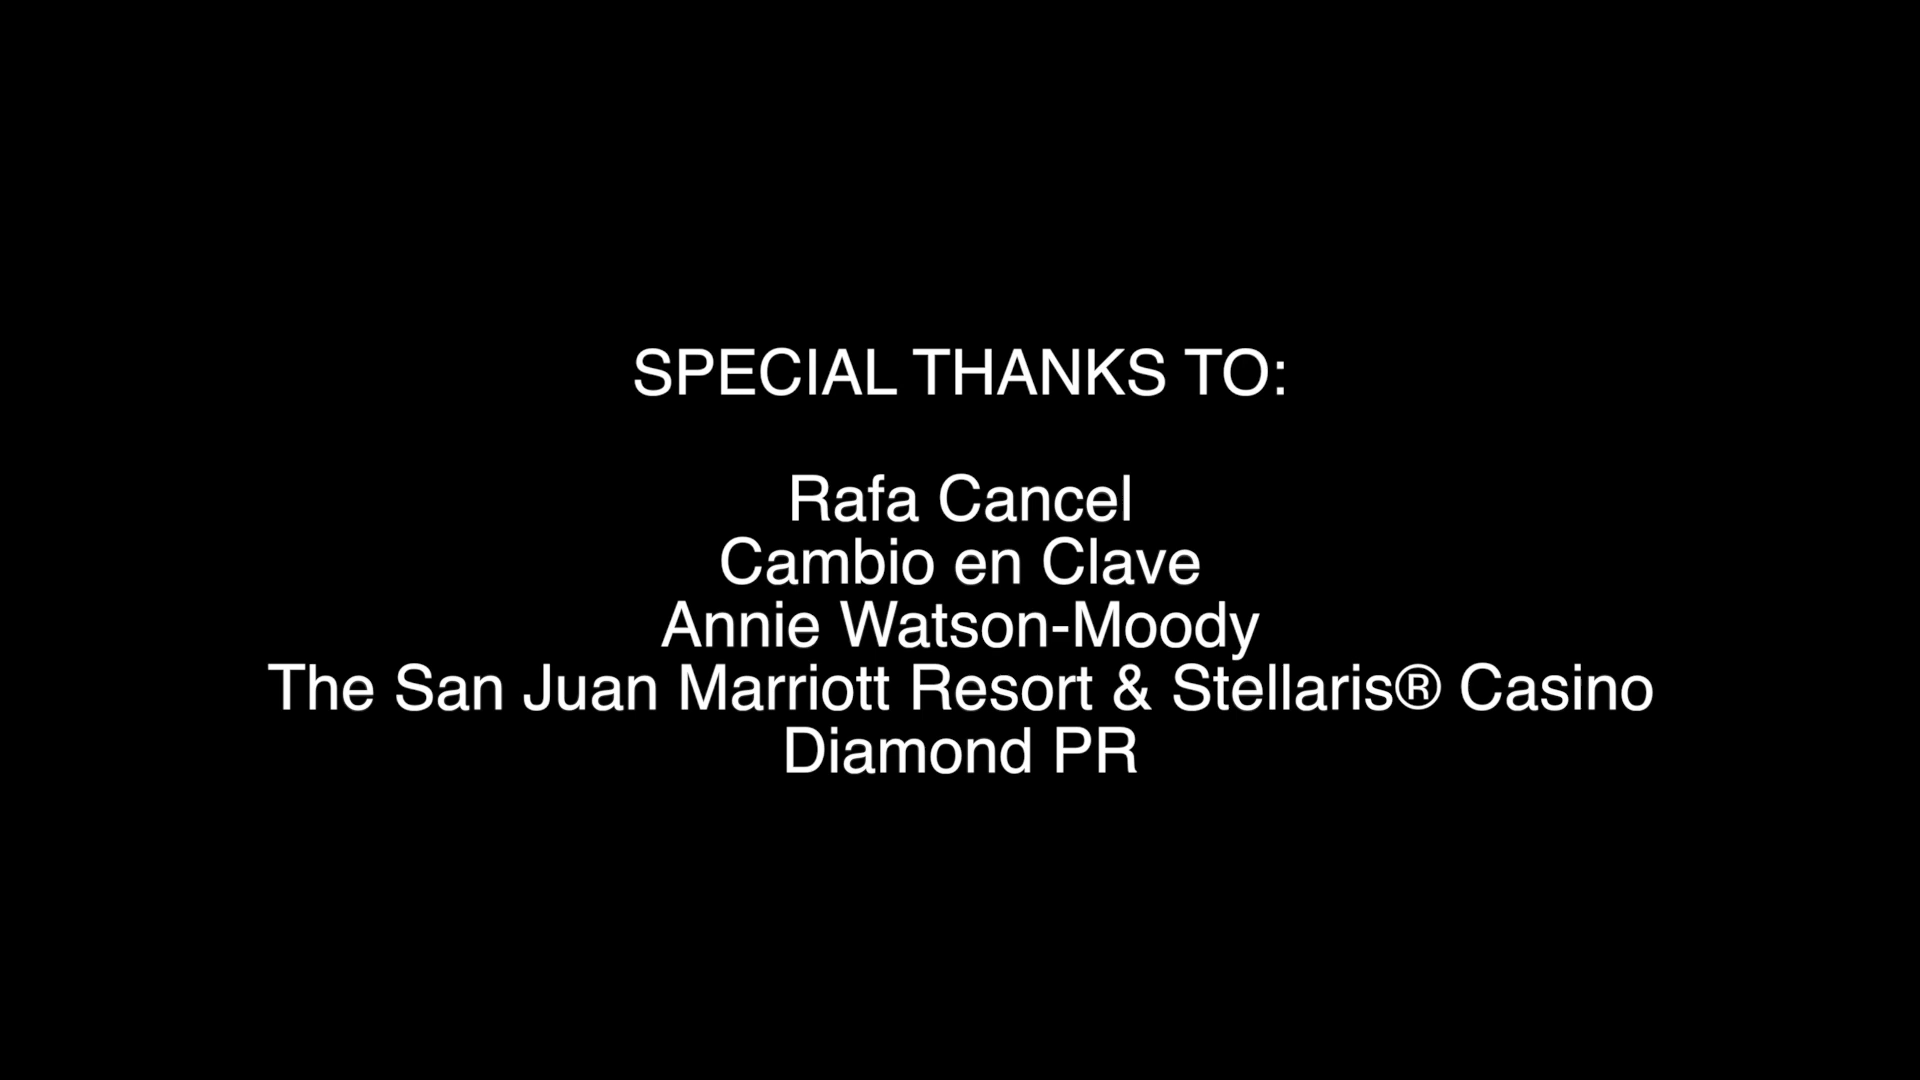 SPECIAL THANKS TO:
Rafa Cancel
Cambio en Clave
Annie Watson-Moody
The San Juan Marriott Resort & Stellaris® Casino
Diamond PR